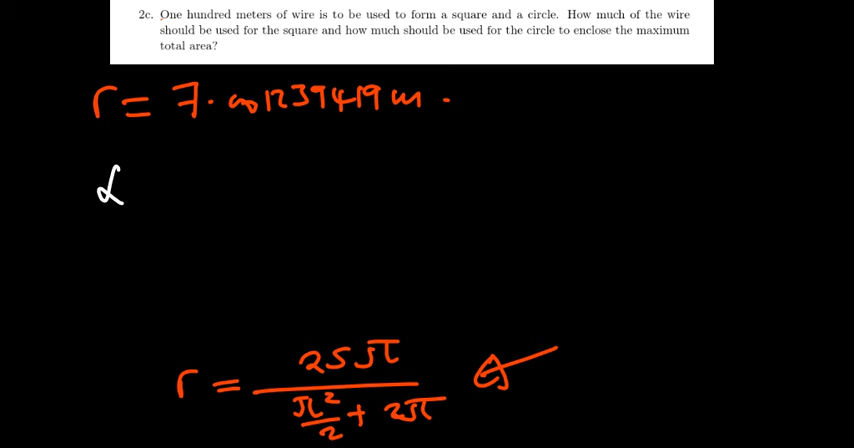 2c. One hundred meters of wire is to be used to form a square and a circle. How much of the wire
should be used for the square and how much should be used for the circle to enclose the maximum
total area?
r = 7.00123949 m.
L
r = 25π / (π²/2 + 2π)